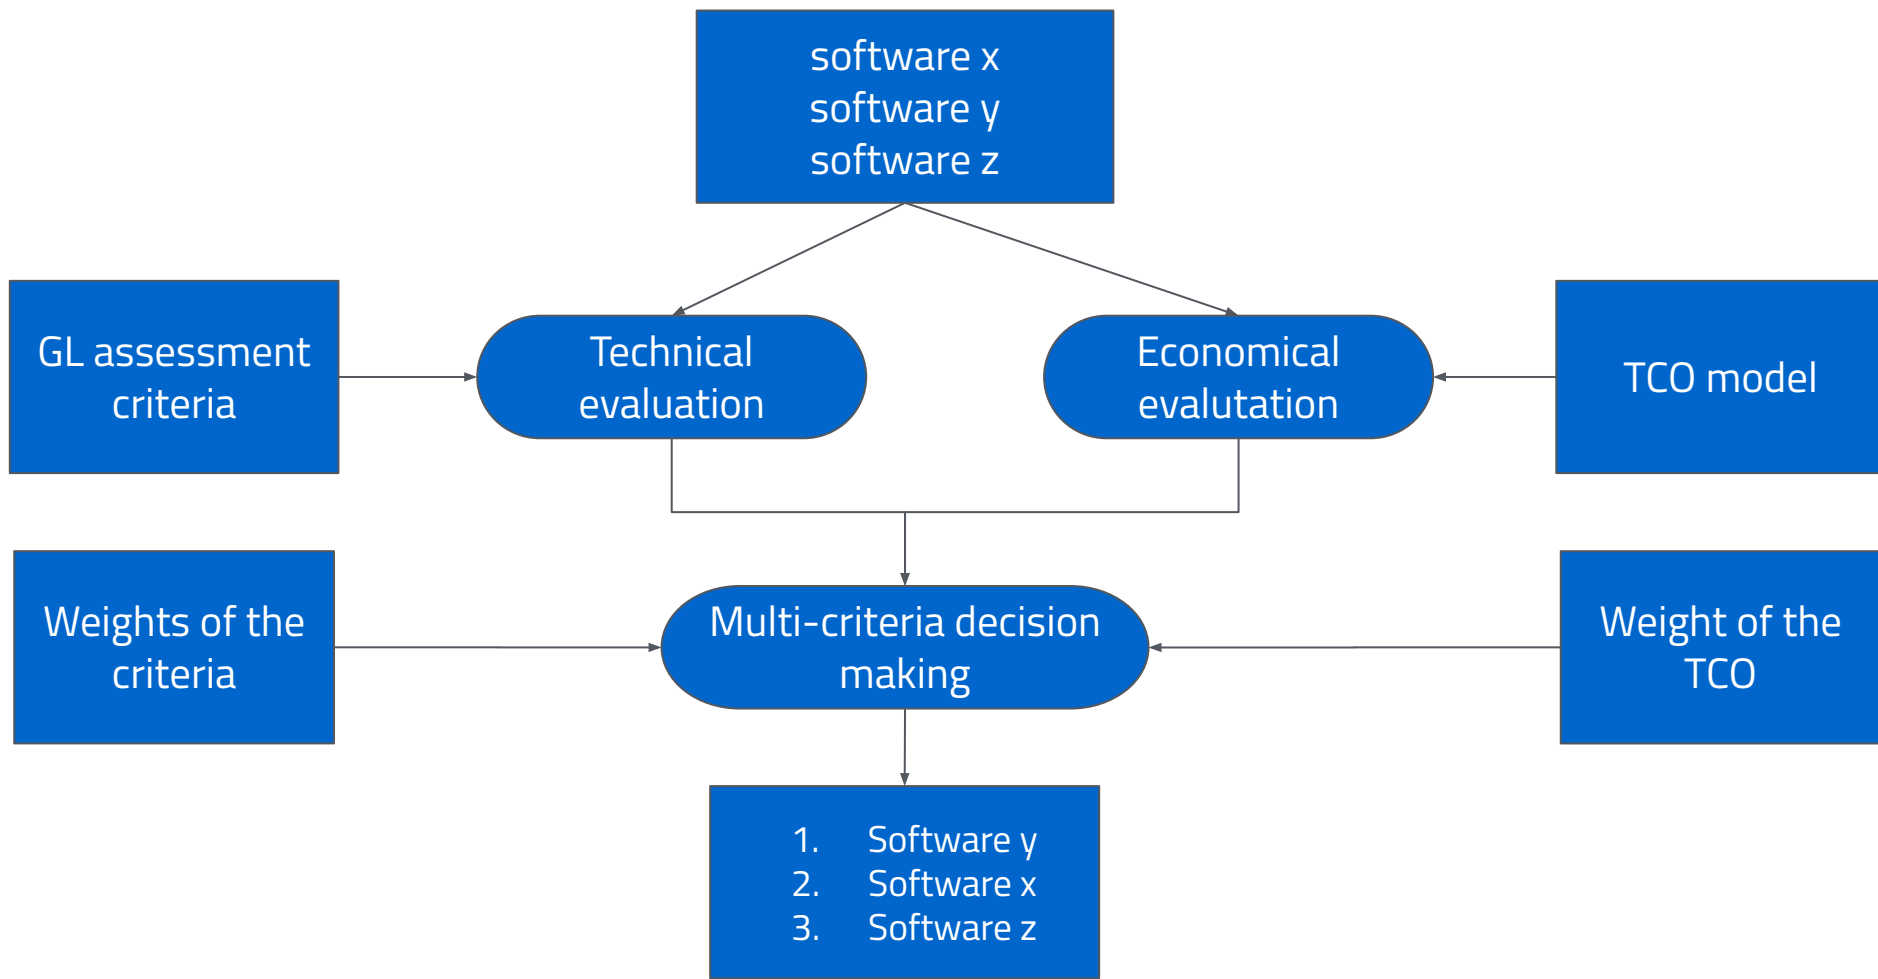 software x
software y
software z
GL assessment
criteria
Technical
evaluation
Economical
evalutation
TCO model
Weights of the
criteria
Multi-criteria decision
making
Weight of the
TCO
1. Software y
2. Software x
3. Software z